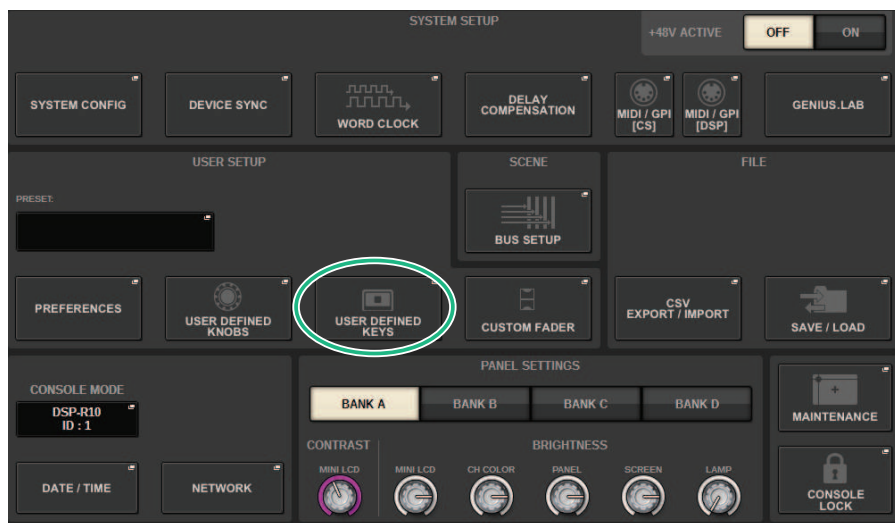 SYSTEM SETUP
+48V ACTIVE
OFF
ON
SYSTEM CONFIG
DEVICE SYNC
WORD CLOCK
DELAY
COMPENSATION
MIDI / GPI
[CS]
MIDI / GPI
[DSP]
GENIUS.LAB
USER SETUP
SCENE
FILE
PRESET:
BUS SETUP
PREFERENCES
USER DEFINED
KNOBS
USER DEFINED
KEYS
CUSTOM FADER
CSV
EXPORT / IMPORT
SAVE / LOAD
CONSOLE MODE
DSP-R10
ID : 1
DATE / TIME
NETWORK
PANEL SETTINGS
BANK A
BANK B
BANK C
BANK D
CONTRAST
BRIGHTNESS
MINI LCD
MINI LCD
CH COLOR
PANEL
SCREEN
LAMP
MAINTENANCE
CONSOLE
LOCK